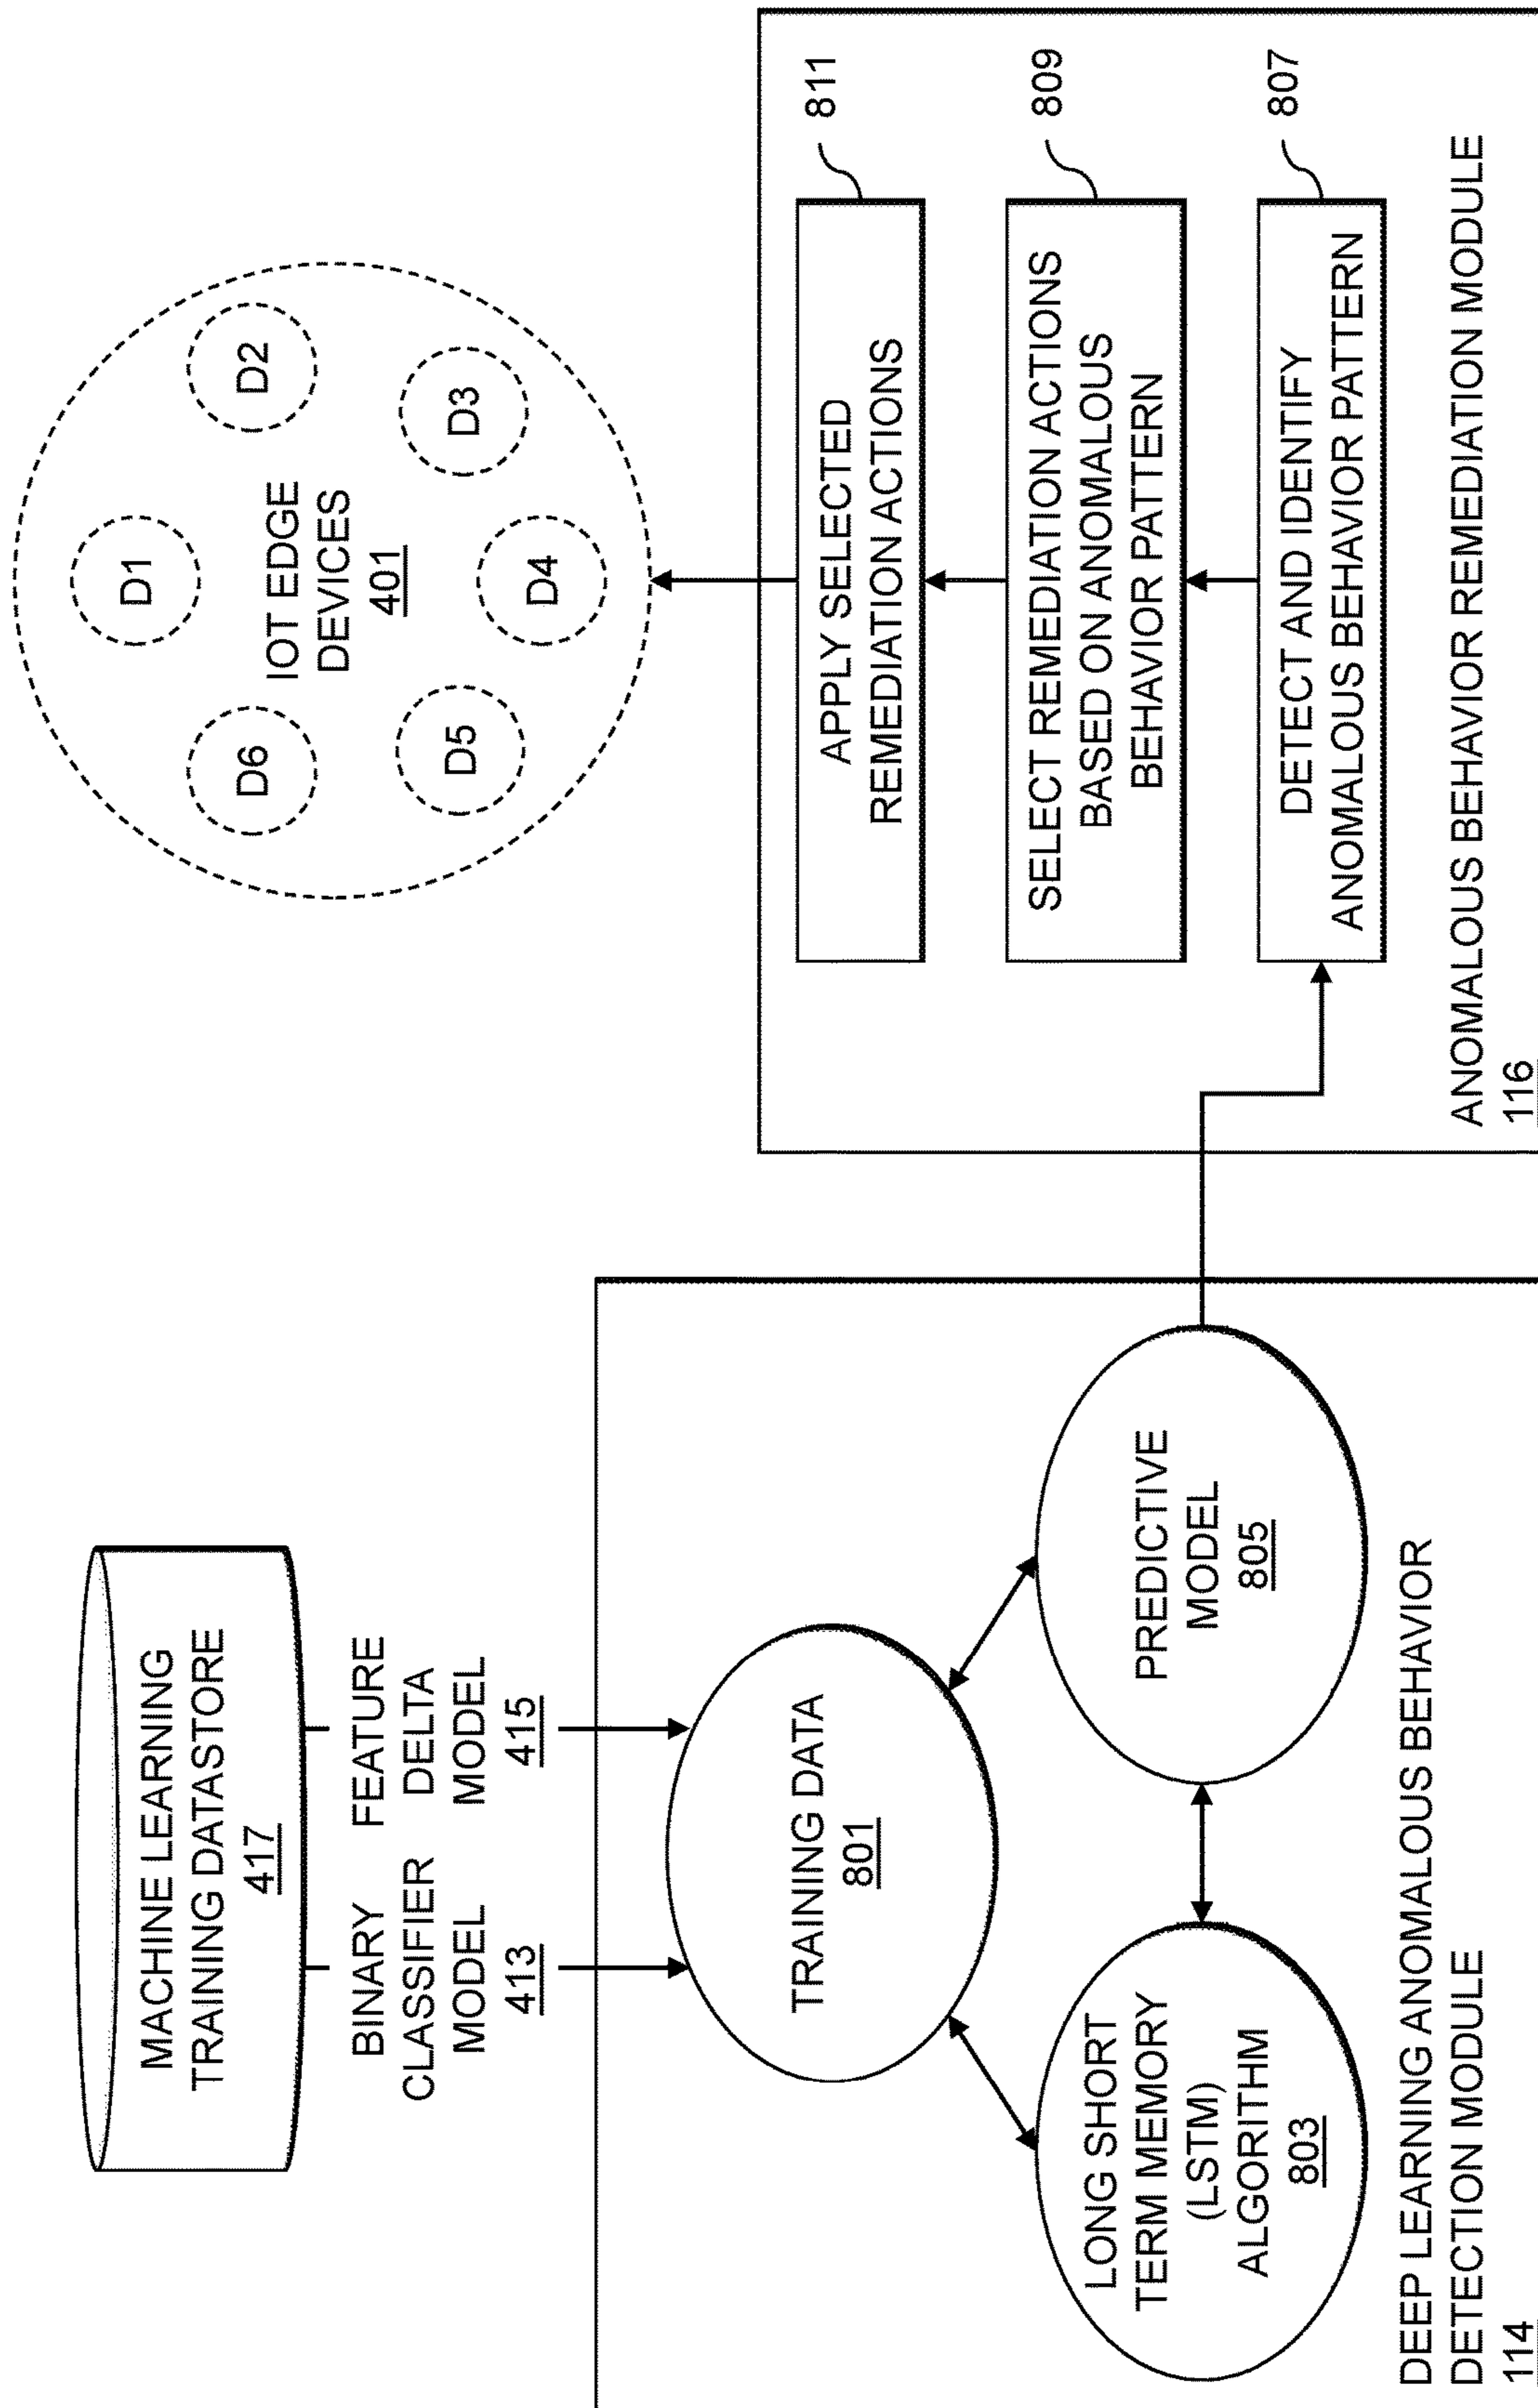 MACHINE LEARNING
TRAINING DATASTORE
417
BINARY
CLASSIFIER
MODEL
413
FEATURE
DELTA
MODEL
415
TRAINING DATA
801
LONG SHORT
TERM MEMORY
(LSTM)
ALGORITHM
803
PREDICTIVE
MODEL
805
DEEP LEARNING ANOMALOUS BEHAVIOR
DETECTION MODULE
114
D1
D2
D3
D4
D5
D6
IOT EDGE
DEVICES
401
APPLY SELECTED
REMEDIATION ACTIONS
811
SELECT REMEDIATION ACTIONS
BASED ON ANOMALOUS
BEHAVIOR PATTERN
809
DETECT AND IDENTIFY
ANOMALOUS BEHAVIOR PATTERN
807
ANOMALOUS BEHAVIOR REMEDIATION MODULE
116